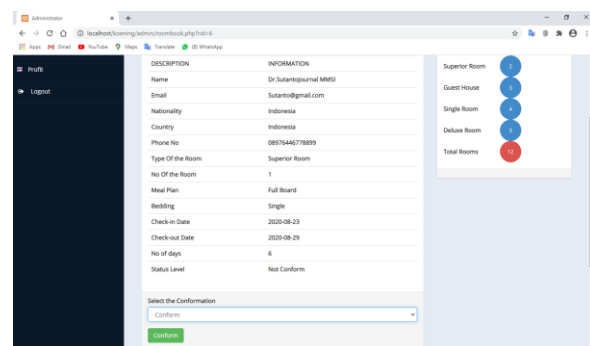 Administrator
localhost/koening/admin/roombook.php?rid=6
Apps Gmail YouTube Maps Translate (8) WhatsApp
Profit
Logout
DESCRIPTION INFORMATION
Name Dr.SutantoJournal MMSI
Email Sutanto@gmail.com
Nationality Indonesia
Country Indonesia
Phone No 08976446778899
Type Of the Room Superior Room
No Of the Room 1
Meal Plan Full Board
Bedding Single
Check-in Date 2020-08-23
Check-out Date 2020-08-29
No of days 6
Status Level Not Conform
Select the Conformation
Conform
Conform
Superior Room 2
Guest House 3
Single Room 4
Deluxe Room 3
Total Rooms 12